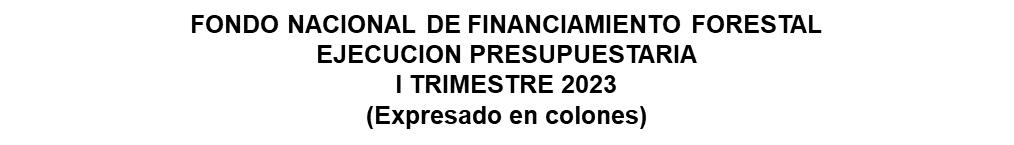 FONDO NACIONAL DE FINANCIAMIENTO FORESTAL
EJECUCION PRESUPUESTARIA
I TRIMESTRE 2023
(Expresado en colones)